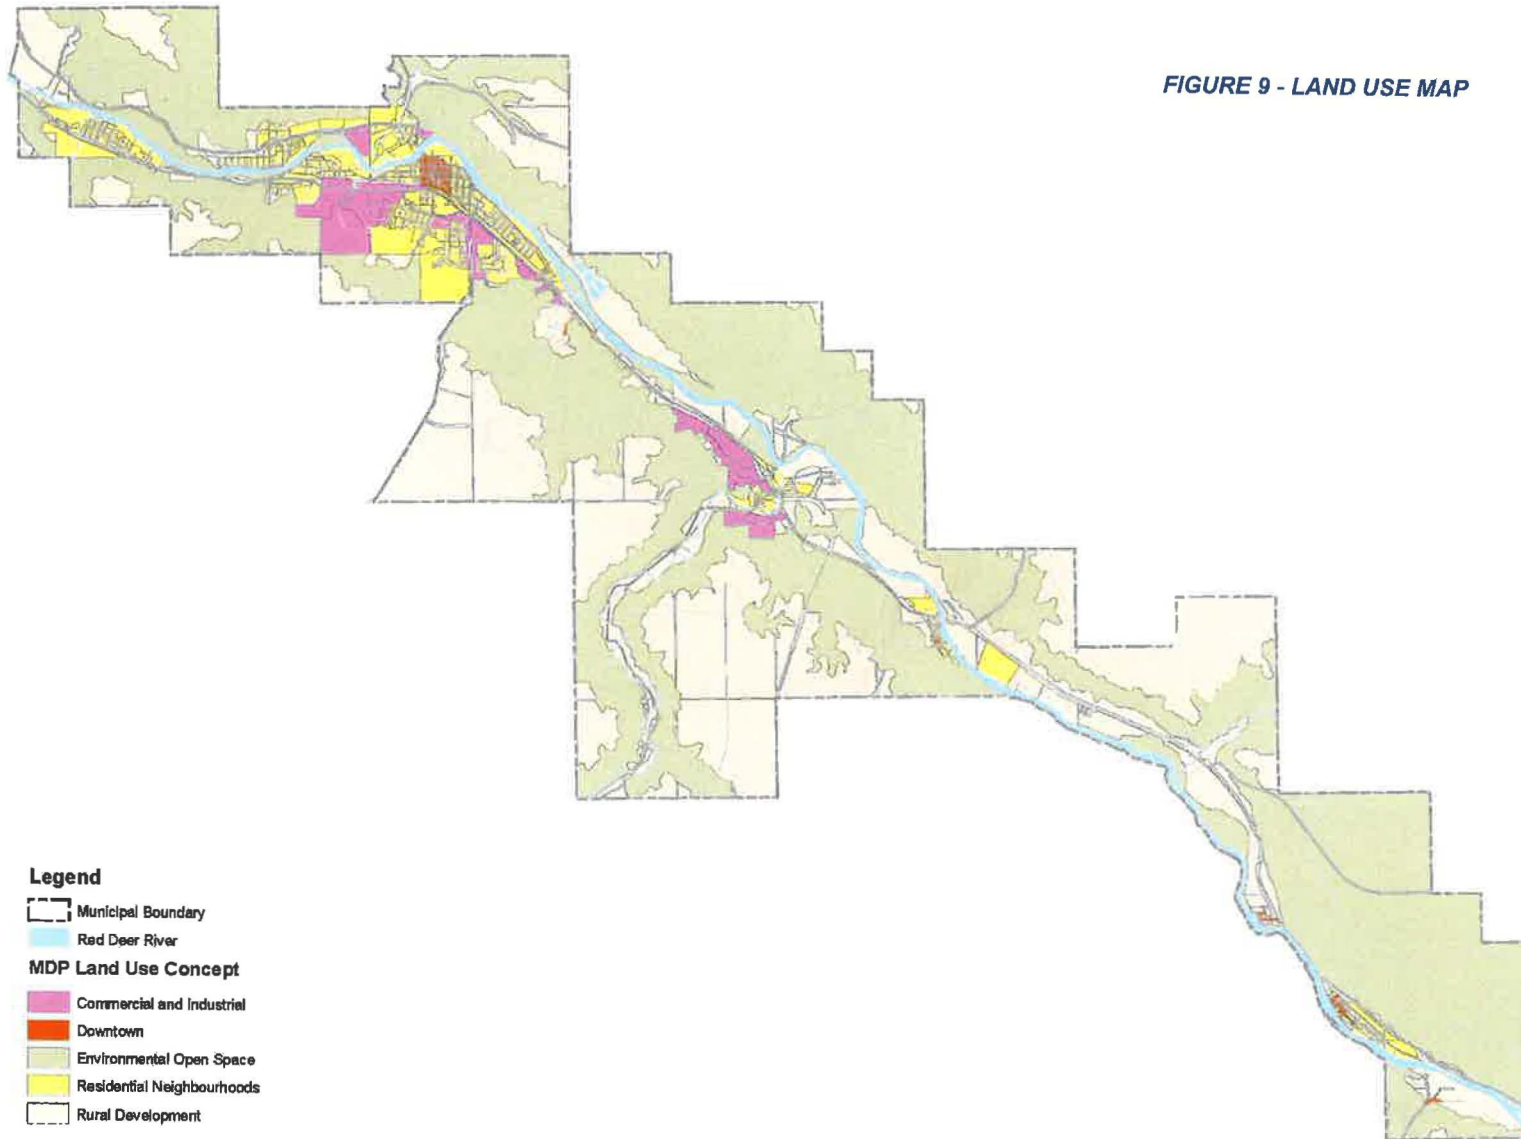 FIGURE 9 - LAND USE MAP
Legend
Municipal Boundary
Red Deer River
MDP Land Use Concept
Commercial and Industrial
Downtown
Environmental Open Space
Residential Neighbourhoods
Rural Development